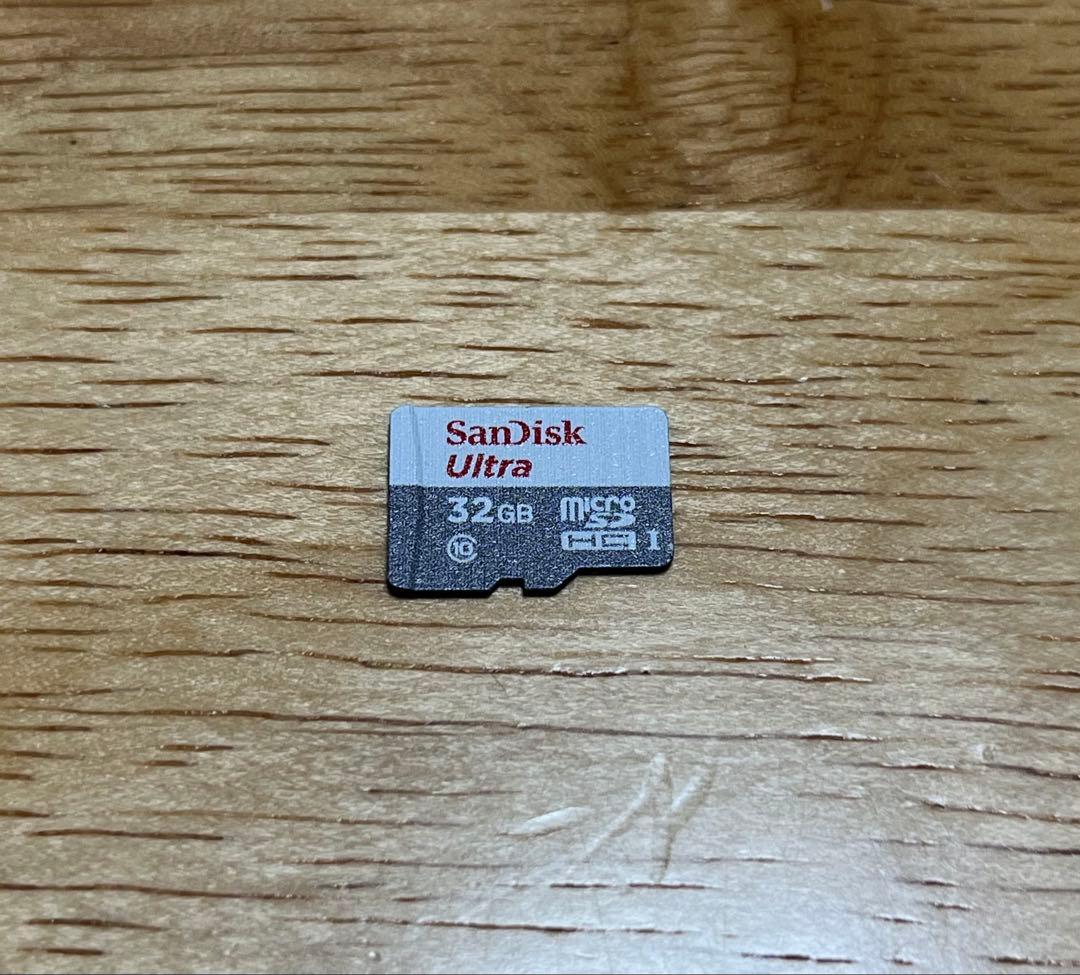 SanDisk
Ultra
32GB micro SD
10 HC I